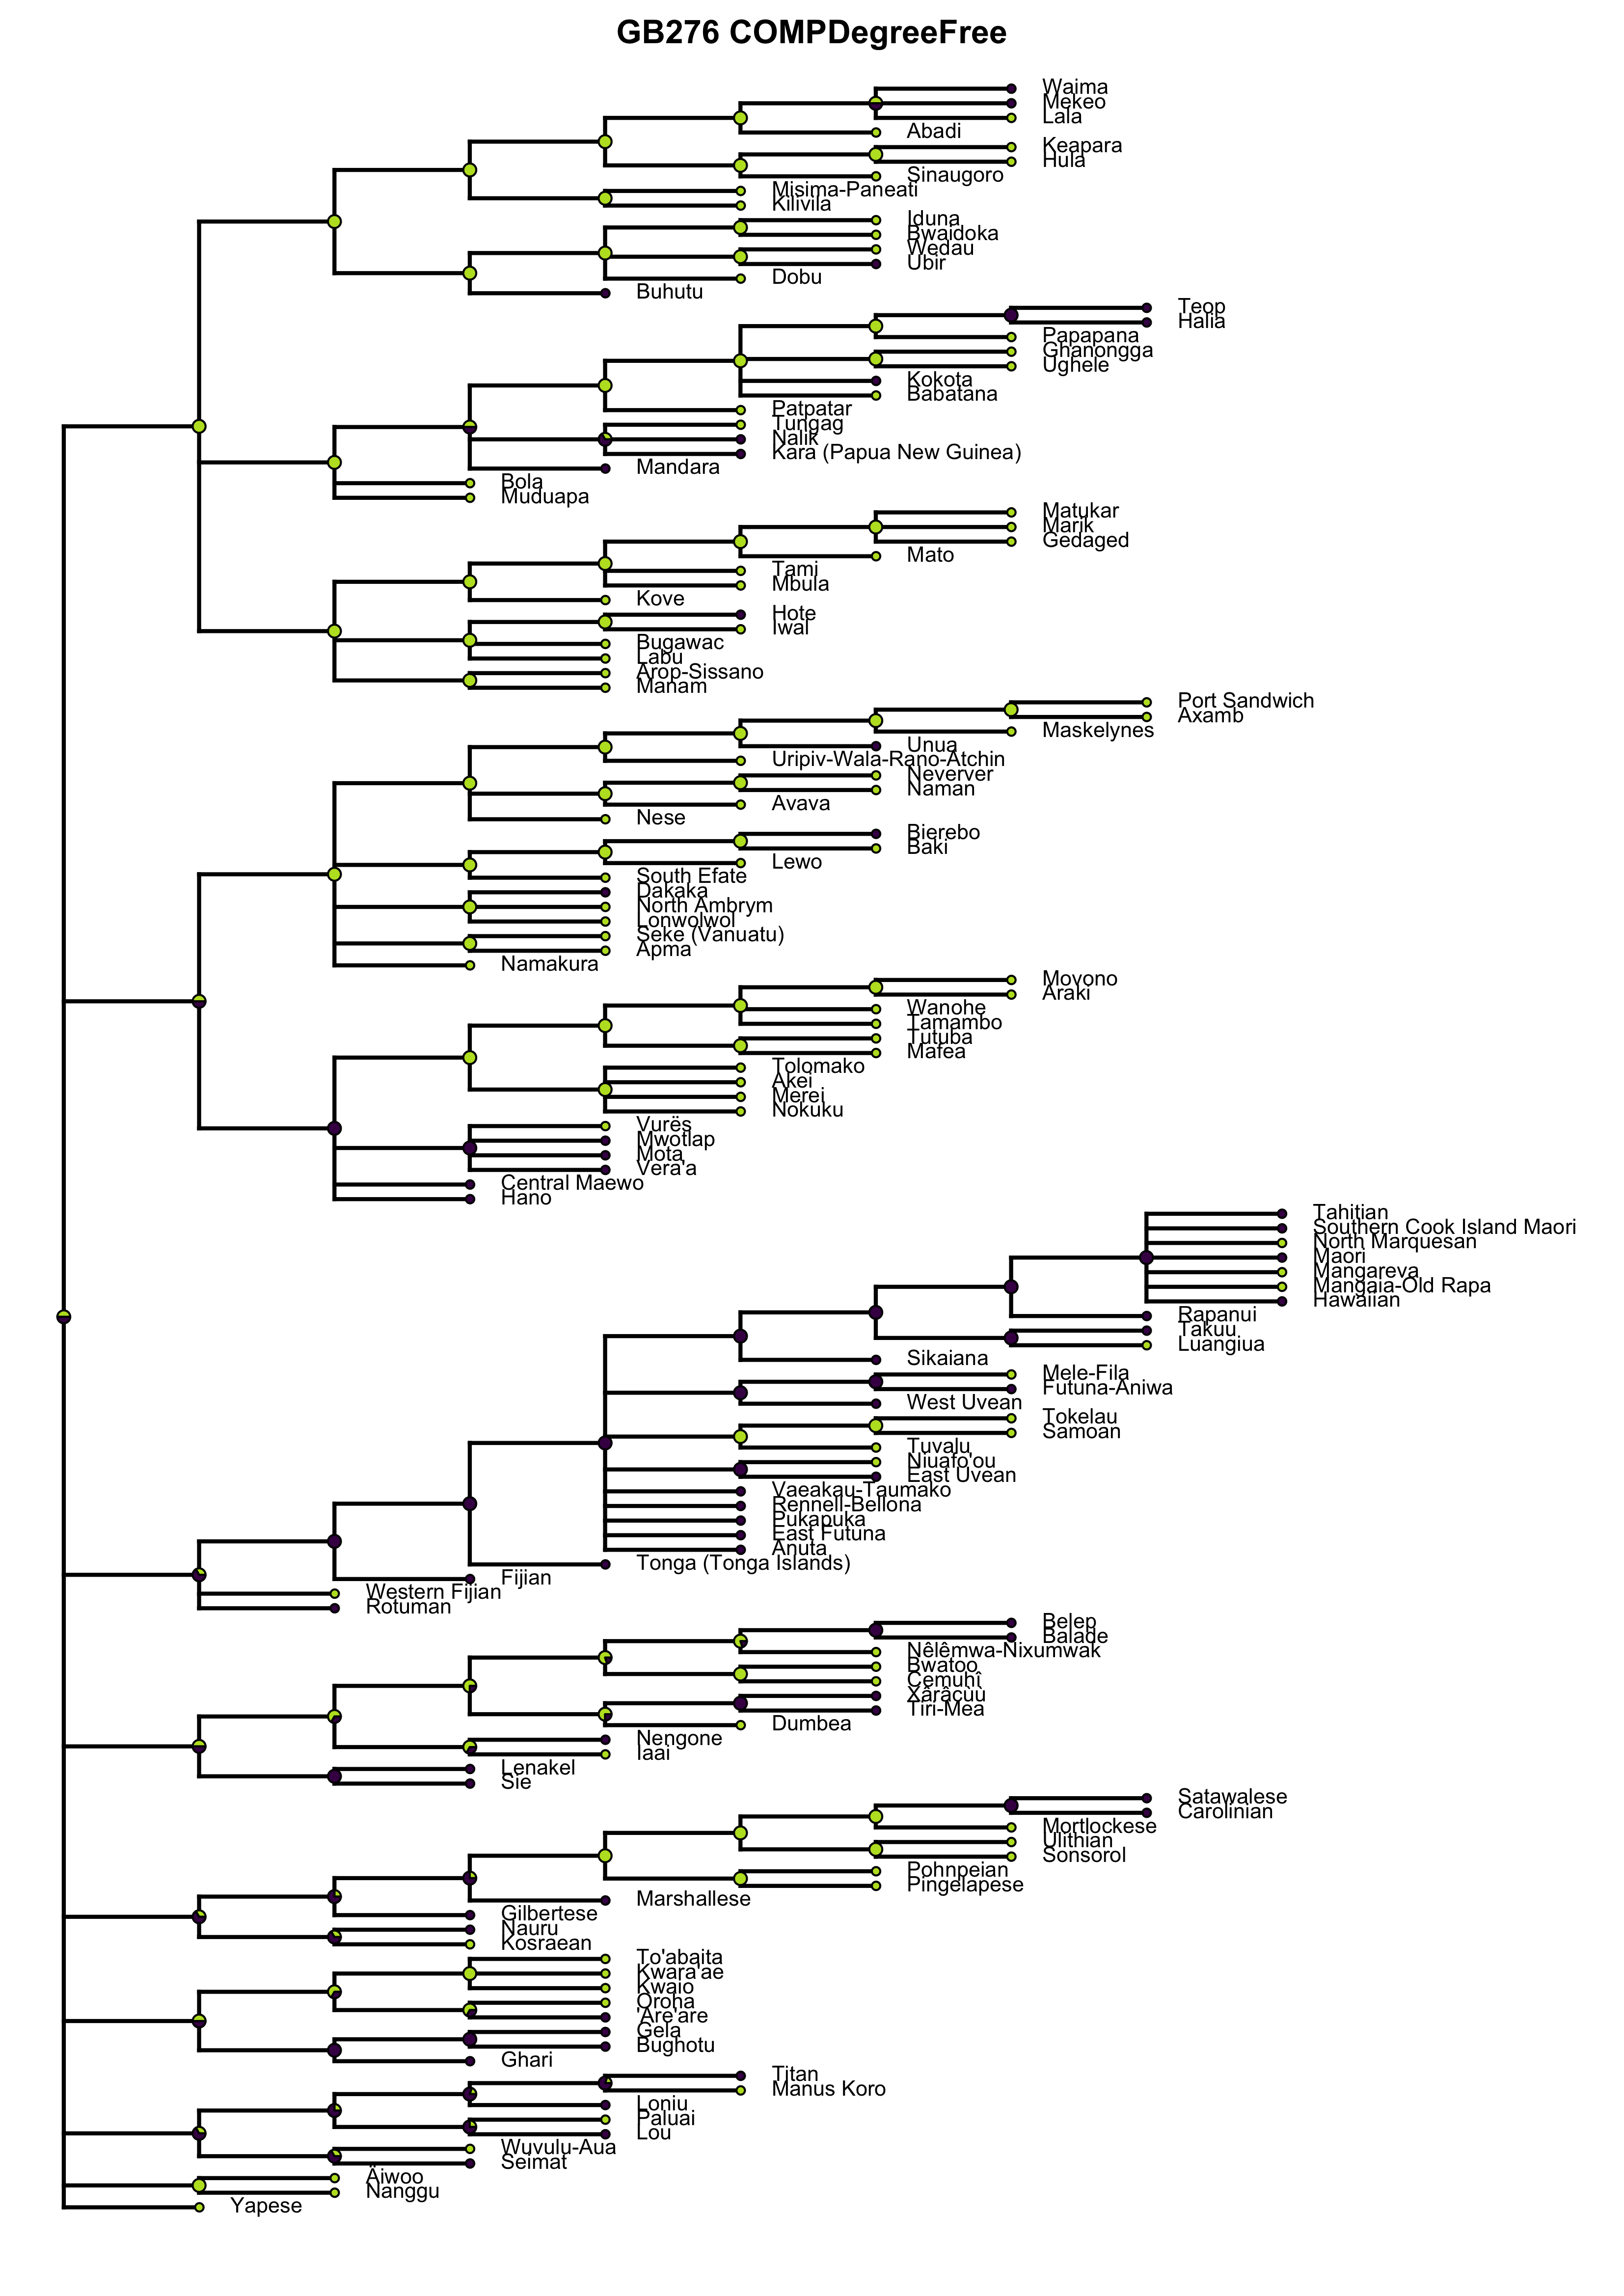 GB276 COMPDegreeFree
Waima
Mekeo
Lala
Abadi
Keapara
Hula
Sinaugoro
Misima-Paneati
Kilivila
Iduna
Bwaidoka
Wedau
Ubir
Dobu
Buhutu
Teop
Halia
Papapana
Ghanongga
Ughele
Kokota
Babatana
Patpatar
Tungag
Nalik
Kara (Papua New Guinea)
Mandara
Bola
Muduapa
Matukar
Marik
Gedaged
Mato
Tami
Mbula
Kove
Hote
Iwal
Bugawac
Labu
Arop-Sissano
Manam
Port Sandwich
Axamb
Maskelynes
Unua
Uripiv-Wala-Rano-Atchin
Neverver
Naman
Avava
Nese
Bierebo
Baki
Lewo
South Efate
Dakaka
North Ambrym
Lonwolwol
Seke (Vanuatu)
Apma
Namakura
Movono
Araki
Wanohe
Tamambo
Tutuba
Mafea
Tolomako
Akei
Merei
Nokuku
Vurës
Mwotlap
Mota
Vera'a
Central Maewo
Hano
Tahitian
Southern Cook Island Maori
North Marquesan
Maori
Mangareva
Mangaia-Old Rapa
Hawaiian
Rapanui
Takuu
Luangiua
Sikaiana
Mele-Fila
Futuna-Aniwa
West Uvean
Tokelau
Samoan
Tuvalu
Niuafo'ou
East Uvean
Vaeakau-Taumako
Rennell-Bellona
Pukapuka
East Futuna
Anuta
Tonga (Tonga Islands)
Fijian
Western Fijian
Rotuman
Belep
Balade
Nêlêmwa-Nixumwak
Bwatoo
Cemuhî
Xârâcùù
Tiri-Mea
Dumbea
Nengone
Iaai
Lenakel
Sie
Satawalese
Carolinian
Mortlockese
Ulithian
Sonsorol
Pohnpeian
Pingelapese
Marshallese
Gilbertese
Nauru
Kosraean
To'abaita
Kwara'ae
Kwaio
Oroha
'Are'are
Gela
Bughotu
Ghari
Titan
Manus Koro
Loniu
Paluai
Lou
Wuvulu-Aua
Seimat
Äiwoo
Nanggu
Yapese